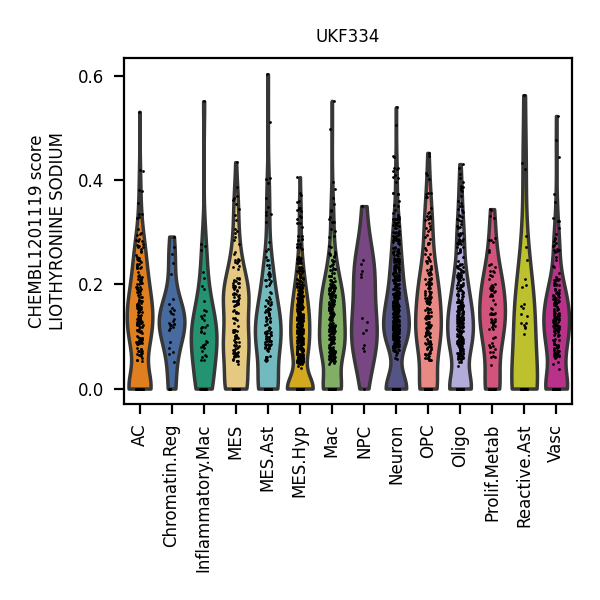 UKF334
CHEMBL1201119 score
LIOTHYRONINE SODIUM
0.6
0.4
0.2
0.0
AC
Chromatin.Reg
Inflammatory.Mac
MES
MES.Ast
MES.Hyp
Mac
NPC
Neuron
OPC
Oligo
Prolif.Metab
Reactive.Ast
Vasc